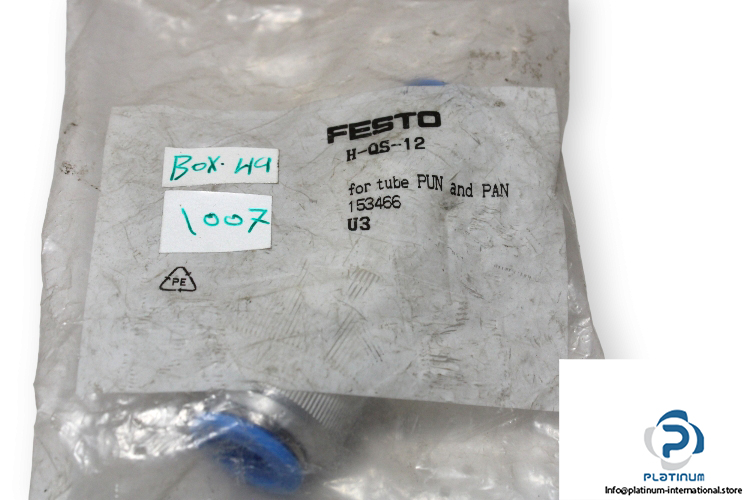 FESTO
H-QS-12
for tube PUN and PAN
153466
U3
BOX. 49
1007
PE
PLATINUM
Info@platinum-international.store